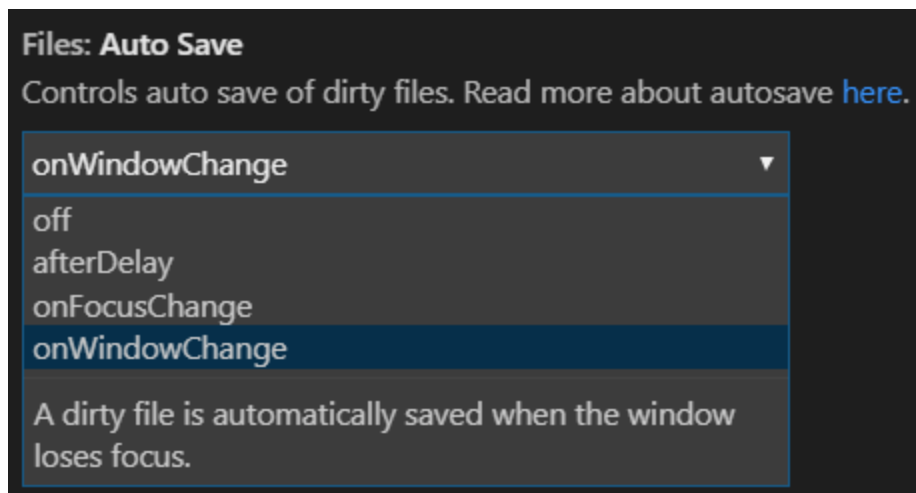 Files: Auto Save
Controls auto save of dirty files. Read more about autosave here.
onWindowChange
off
afterDelay
onFocusChange
onWindowChange
A dirty file is automatically saved when the window
loses focus.